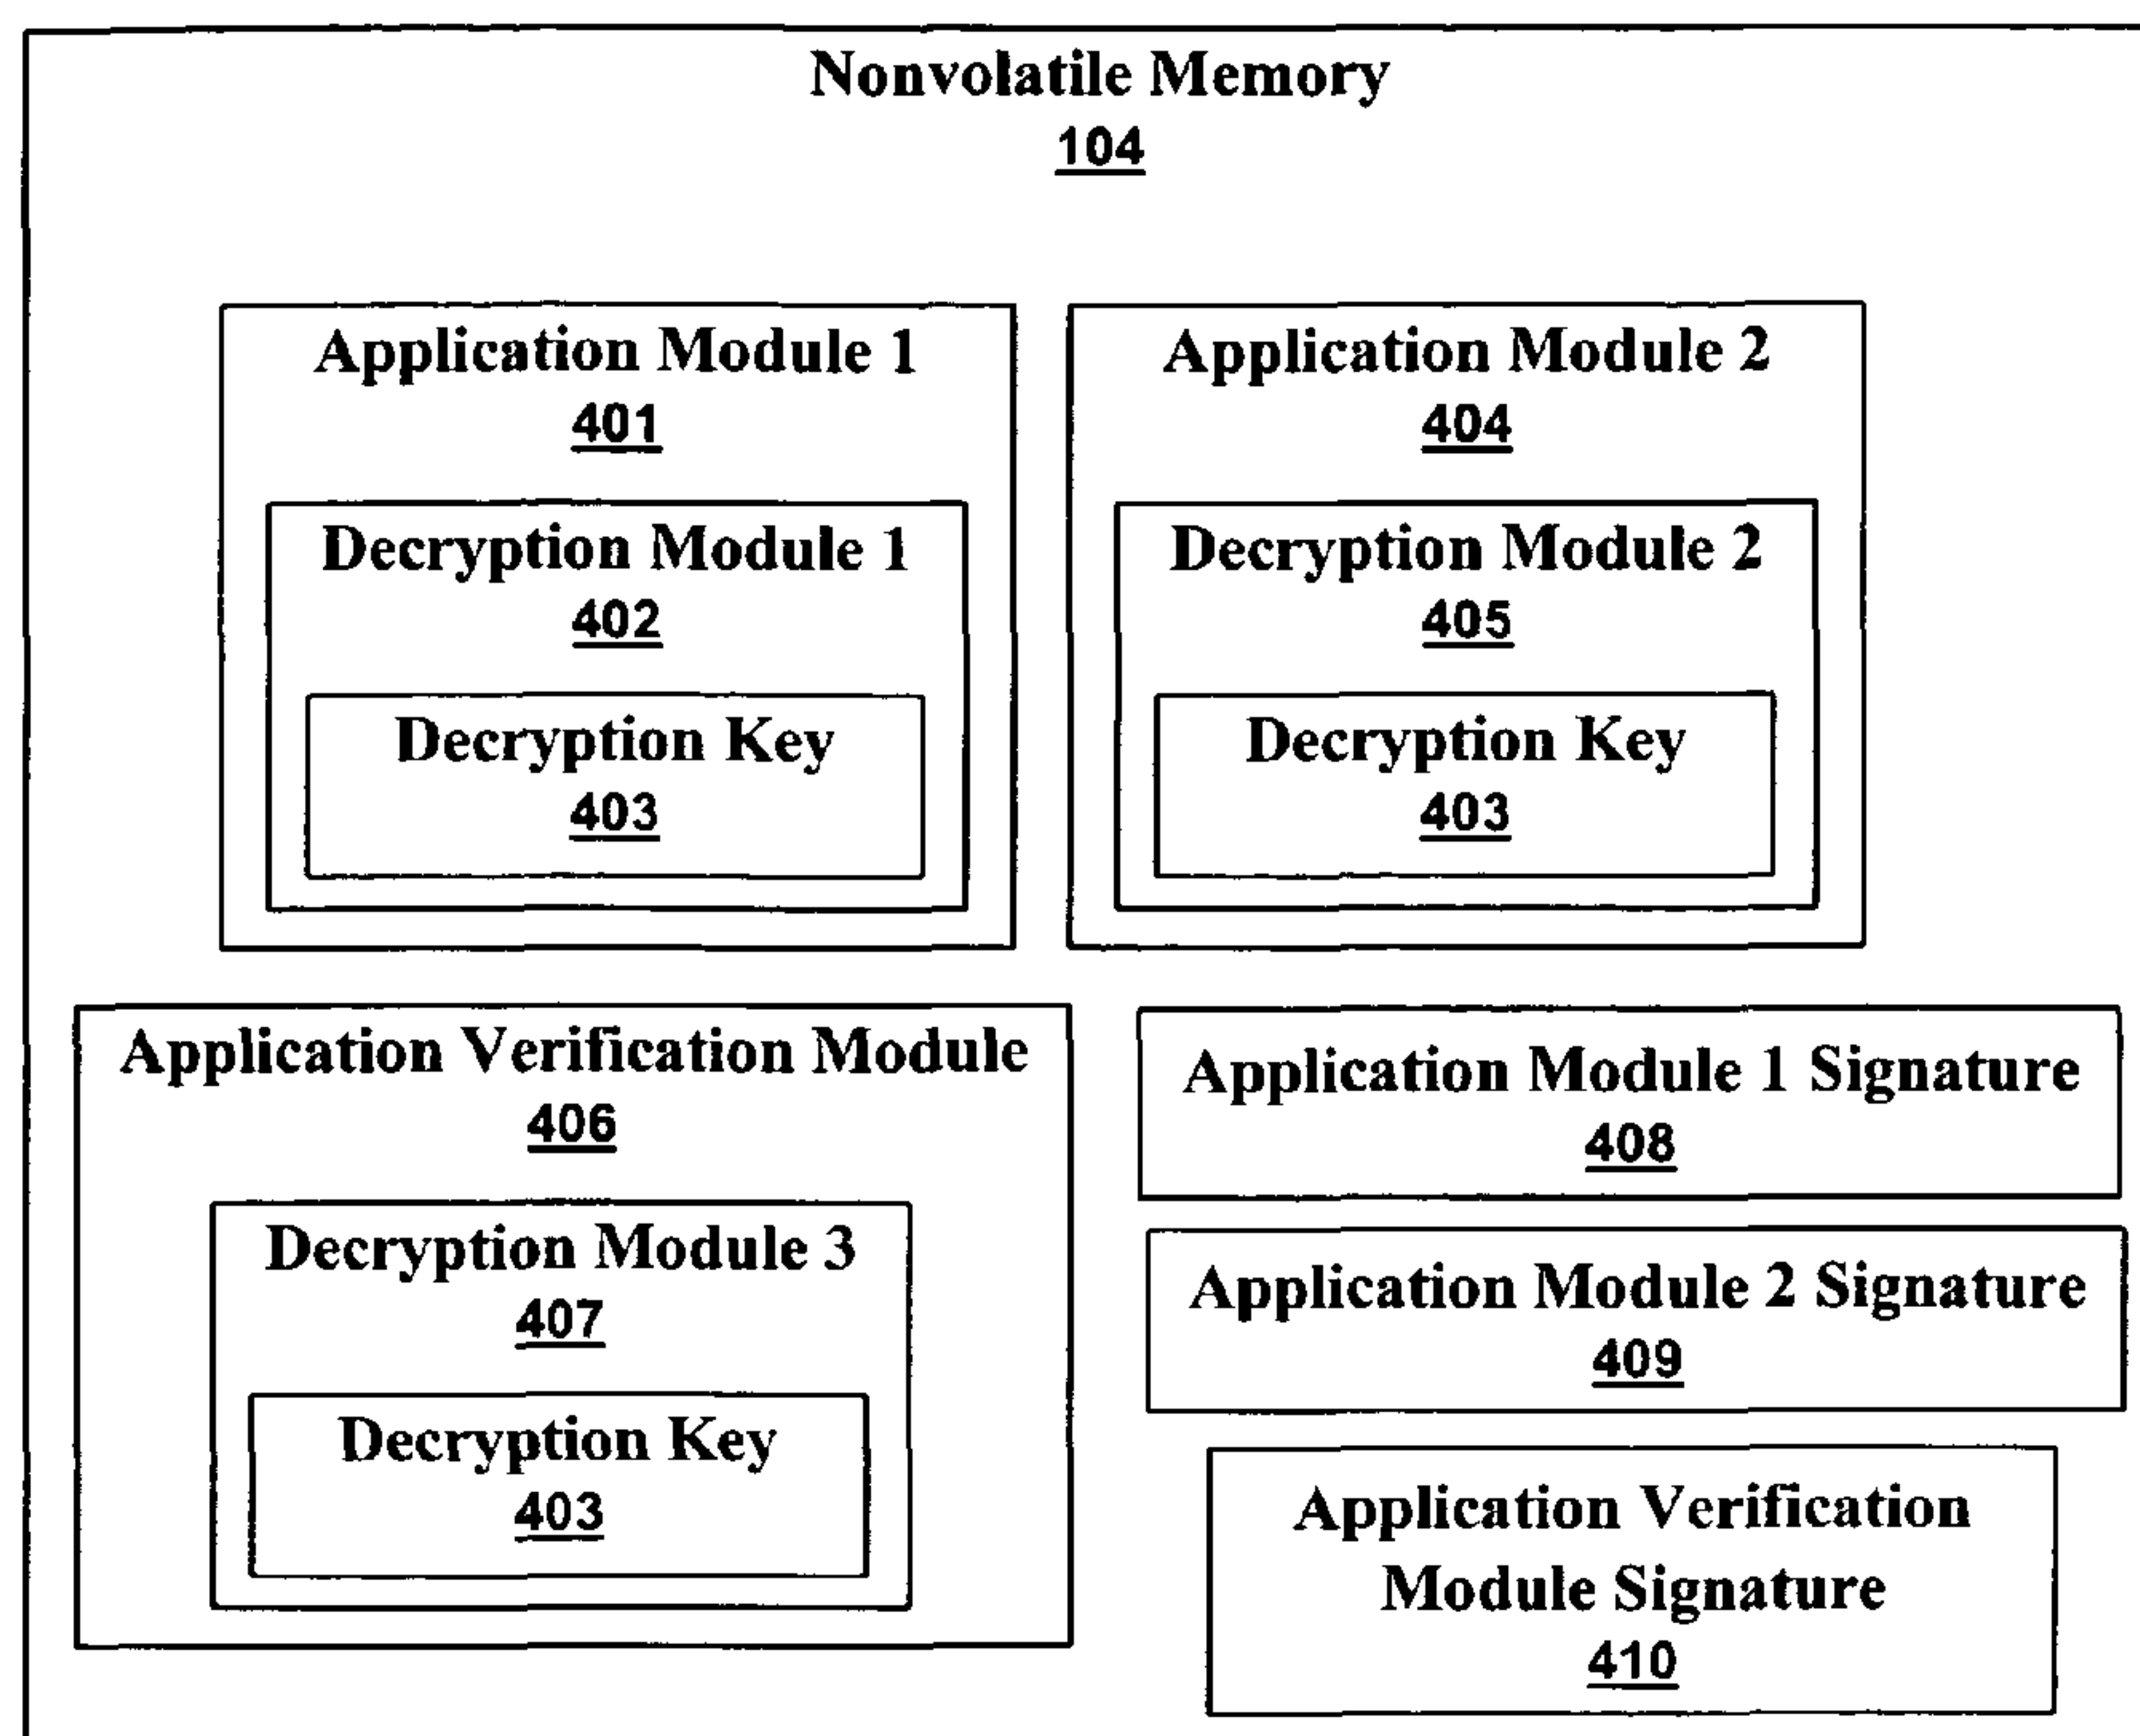 Nonvolatile Memory
104
Application Module 1
401
Decryption Module 1
402
Decryption Key
403
Application Module 2
404
Decryption Module 2
405
Decryption Key
403
Application Verification Module
406
Decryption Module 3
407
Decryption Key
403
Application Module 1 Signature
408
Application Module 2 Signature
409
Application Verification
Module Signature
410